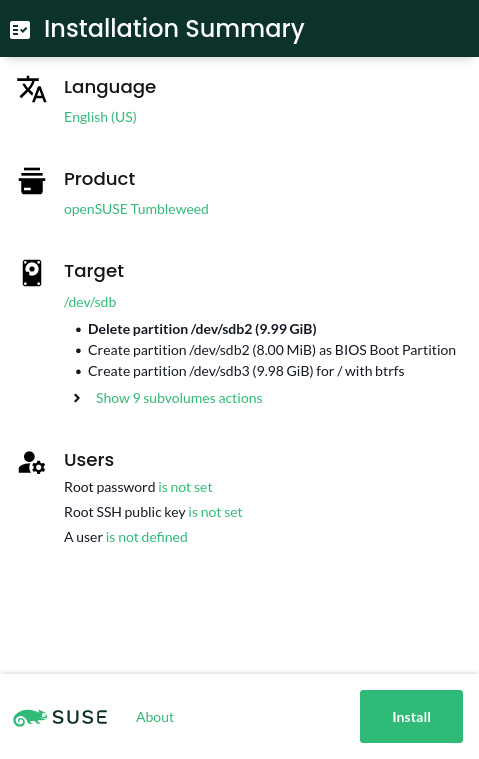 Installation Summary
Language
English (US)
Product
openSUSE Tumbleweed
Target
/dev/sdb
• Delete partition /dev/sdb2 (9.99 GiB)
• Create partition /dev/sdb2 (8.00 MiB) as BIOS Boot Partition
• Create partition /dev/sdb3 (9.98 GiB) for / with btrfs
Show 9 subvolumes actions
Users
Root password is not set
Root SSH public key is not set
A user is not defined
SUSE About Install